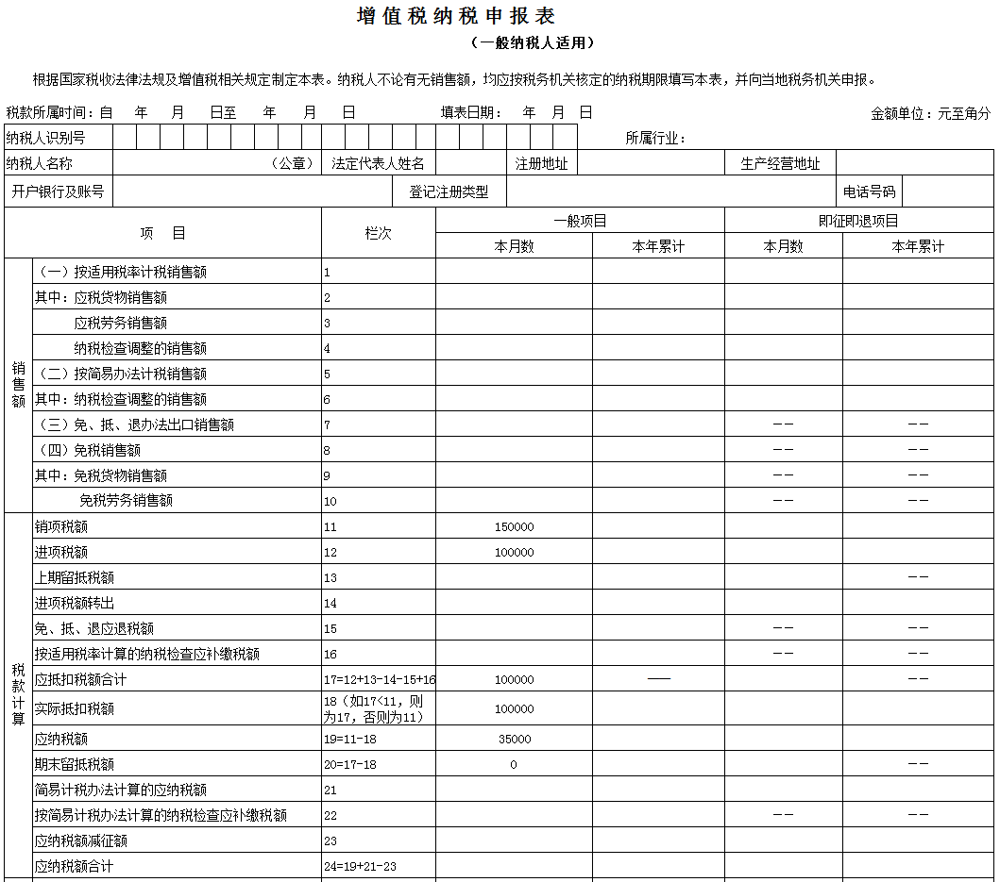 增值税纳税申报表
（一般纳税人适用）
根据国家税收法律法规及增值税相关规定制定本表。纳税人不论有无销售额，均应按税务机关核定的纳税期限填写本表，并向当地税务机关申报。
税款所属时间：自 年 月 日至 年 月 日 填表日期： 年 月 日 金额单位：元至角分
纳税人识别号 所属行业：
纳税人名称 （公章） 法定代表人姓名 注册地址 生产经营地址
开户银行及账号 登记注册类型 电话号码
项 目 栏次 一般项目 即征即退项目
本月数 本年累计 本月数 本年累计
销售额
（一）按适用税率计税销售额 1
其中：应税货物销售额 2
应税劳务销售额 3
纳税检查调整的销售额 4
（二）按简易办法计税销售额 5
其中：纳税检查调整的销售额 6
（三）免、抵、退办法出口销售额 7 —— ——
（四）免税销售额 8 —— ——
其中：免税货物销售额 9 —— ——
免税劳务销售额 10 —— ——
税款计算
销项税额 11 150000
进项税额 12 100000
上期留抵税额 13 ——
进项税额转出 14
免、抵、退应退税额 15 —— ——
按适用税率计算的纳税检查应补缴税额 16 —— ——
应抵扣税额合计 17=12+13-14-15+16 100000 —— ——
实际抵扣税额 18（如17<11，则为17，否则为11） 100000
应纳税额 19=11-18 35000
期末留抵税额 20=17-18 0 ——
简易计税办法计算的应纳税额 21
按简易计税办法计算的纳税检查应补缴税额 22 —— ——
应纳税额减征额 23
应纳税额合计 24=19+21-23